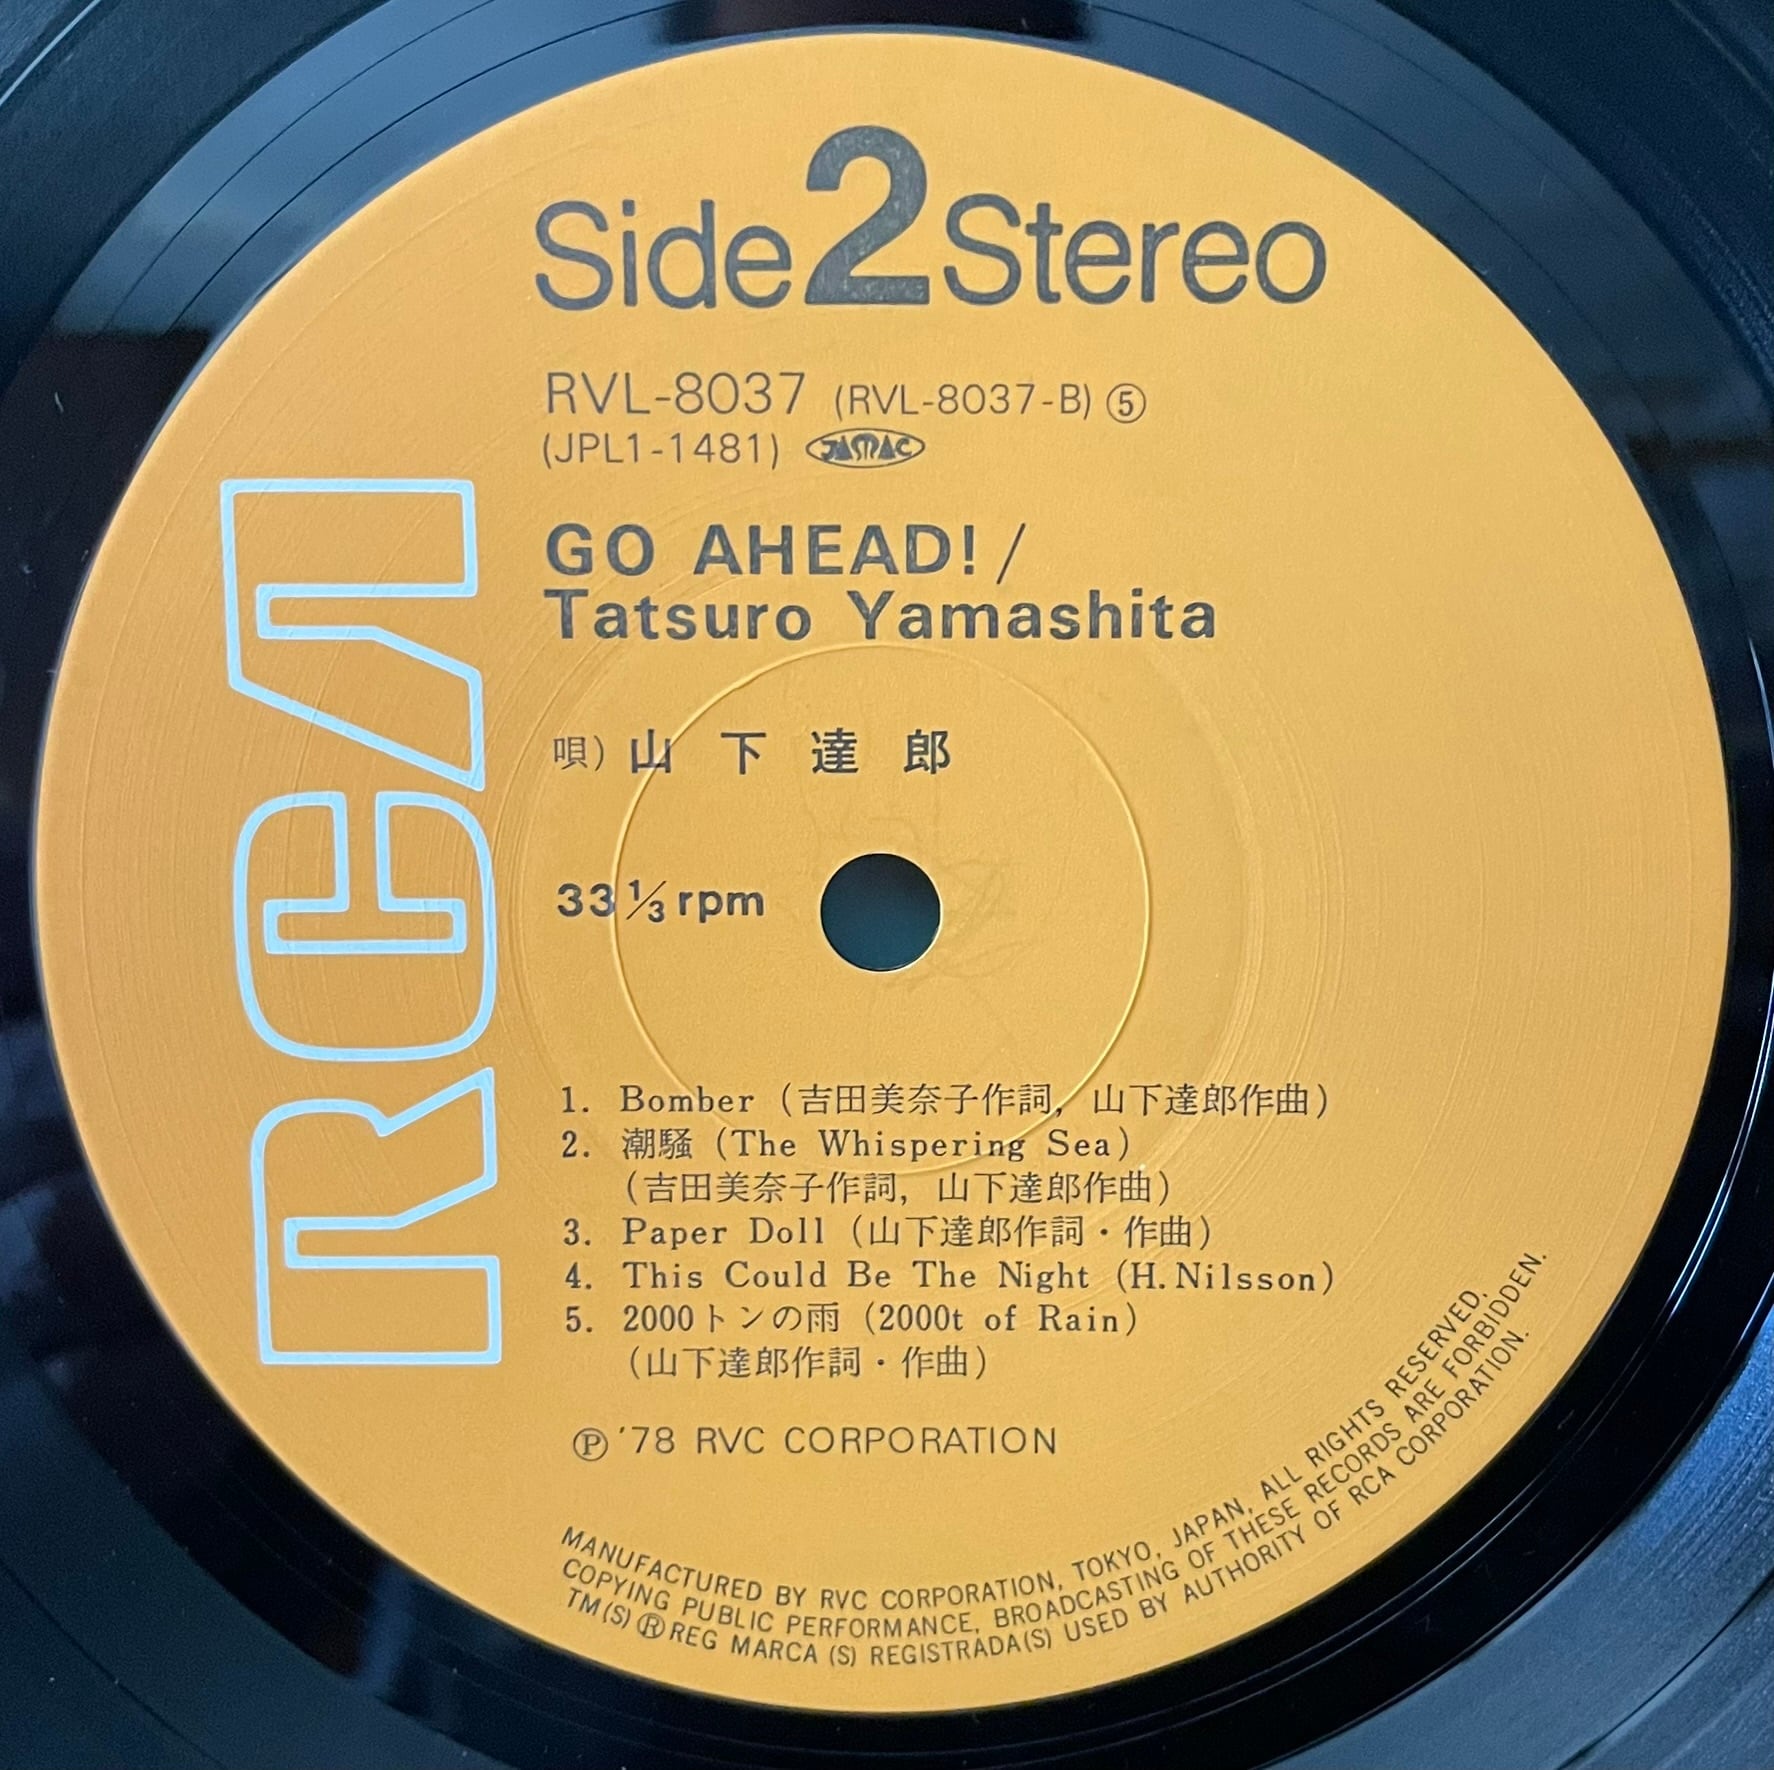 Side 2 Stereo
RVL-8037 (RVL-8037-B) ⑤
(JPL1-1481) JAMAC
GO AHEAD! /
Tatsuro Yamashita
唄) 山下達郎
33 1/3 rpm
RCA
1. Bomber (吉田美奈子作詞, 山下達郎作曲)
2. 潮騒 (The Whispering Sea)
(吉田美奈子作詞, 山下達郎作曲)
3. Paper Doll (山下達郎作詞・作曲)
4. This Could Be The Night (H. Nilsson)
5. 2000トンの雨 (2000t of Rain)
(山下達郎作詞・作曲)
Ⓟ '78 RVC CORPORATION
MANUFACTURED BY RVC CORPORATION, TOKYO, JAPAN, ALL RIGHTS RESERVED,
COPYING PUBLIC PERFORMANCE, BROADCASTING OF THESE RECORDS ARE FORBIDDEN.
TM(S) ® REG MARCA (S) REGISTRADA(S) USED BY AUTHORITY OF RCA CORPORATION.